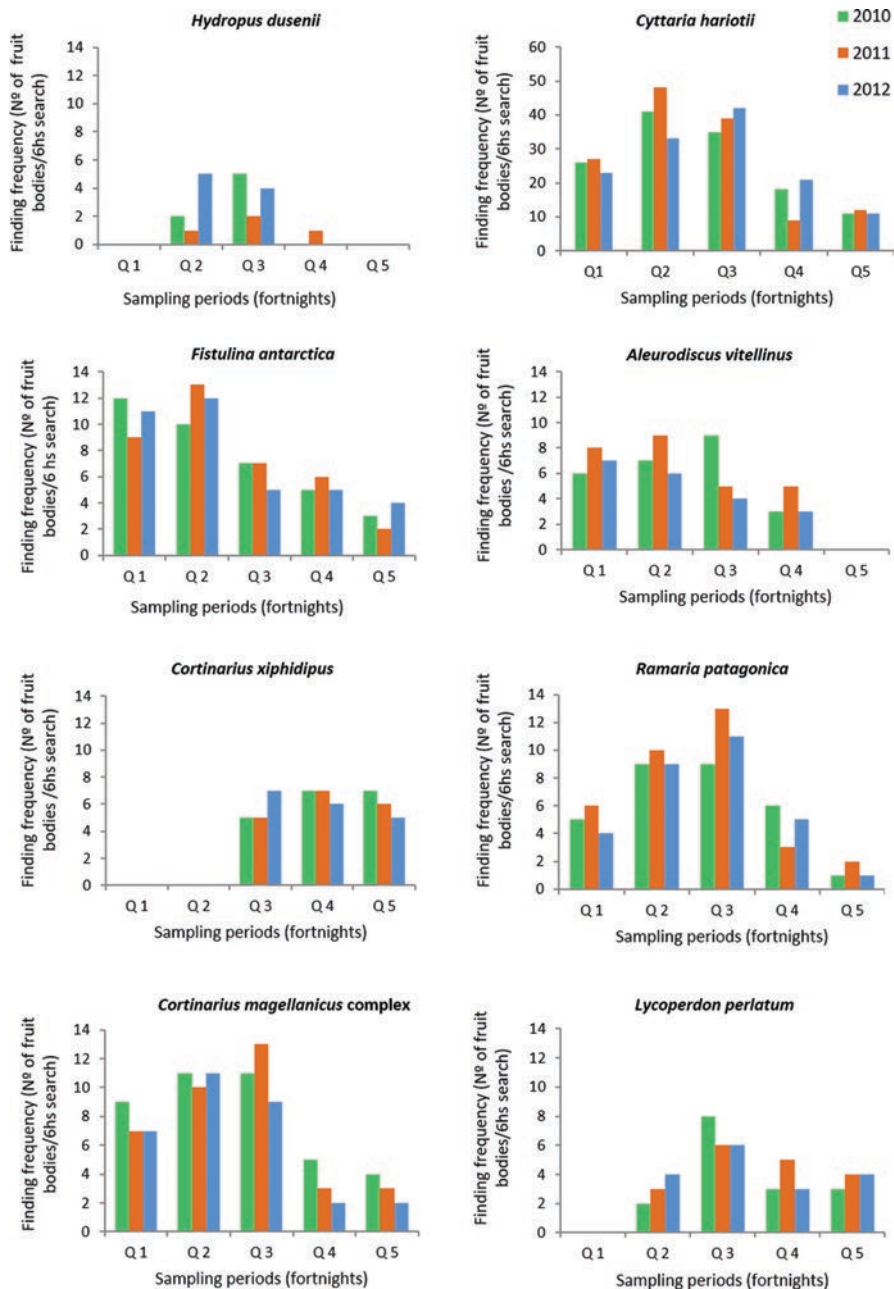 Hydropus dusenii
Finding frequency (Nº of fruit
bodies/6hs search)
14
12
10
8
6
4
2
0
Q 1 Q 2 Q 3 Q 4 Q 5
Sampling periods (fortnights)
Cyttaria hariotii
2010
2011
2012
Finding frequency (Nº of fruit
bodies/6hs search)
60
50
40
30
20
10
0
Q1 Q2 Q3 Q4 Q5
Sampling periods (fortnights)
Fistulina antarctica
Finding frequency (Nº of fruit
bodies/6 hs search)
14
12
10
8
6
4
2
0
Q 1 Q 2 Q 3 Q 4 Q 5
Sampling periods (fortnights)
Aleurodiscus vitellinus
Finding frequency (Nº of fruit
bodies /6hs search)
14
12
10
8
6
4
2
0
Q 1 Q 2 Q 3 Q 4 Q 5
Sampling periods (fortnights)
Cortinarius xiphidipus
Finding frequency (Nº of fruit
bodies /6hs search)
14
12
10
8
6
4
2
0
Q 1 Q 2 Q 3 Q 4 Q 5
Sampling periods (fortnights)
Ramaria patagonica
Finding frequency (Nº of fruit
bodies/6hs search)
14
12
10
8
6
4
2
0
Q 1 Q 2 Q 3 Q 4 Q 5
Sampling periods (fortnights)
Cortinarius magellanicus complex
Finding frequency (Nº of fruit
bodies/6hs search)
14
12
10
8
6
4
2
0
Q 1 Q 2 Q 3 Q 4 Q 5
Sampling periods (fortnights)
Lycoperdon perlatum
Finding frequency (Nº of fruit
bodies/6hs search)
14
12
10
8
6
4
2
0
Q 1 Q 2 Q 3 Q 4 Q 5
Sampling periods (fortnights)